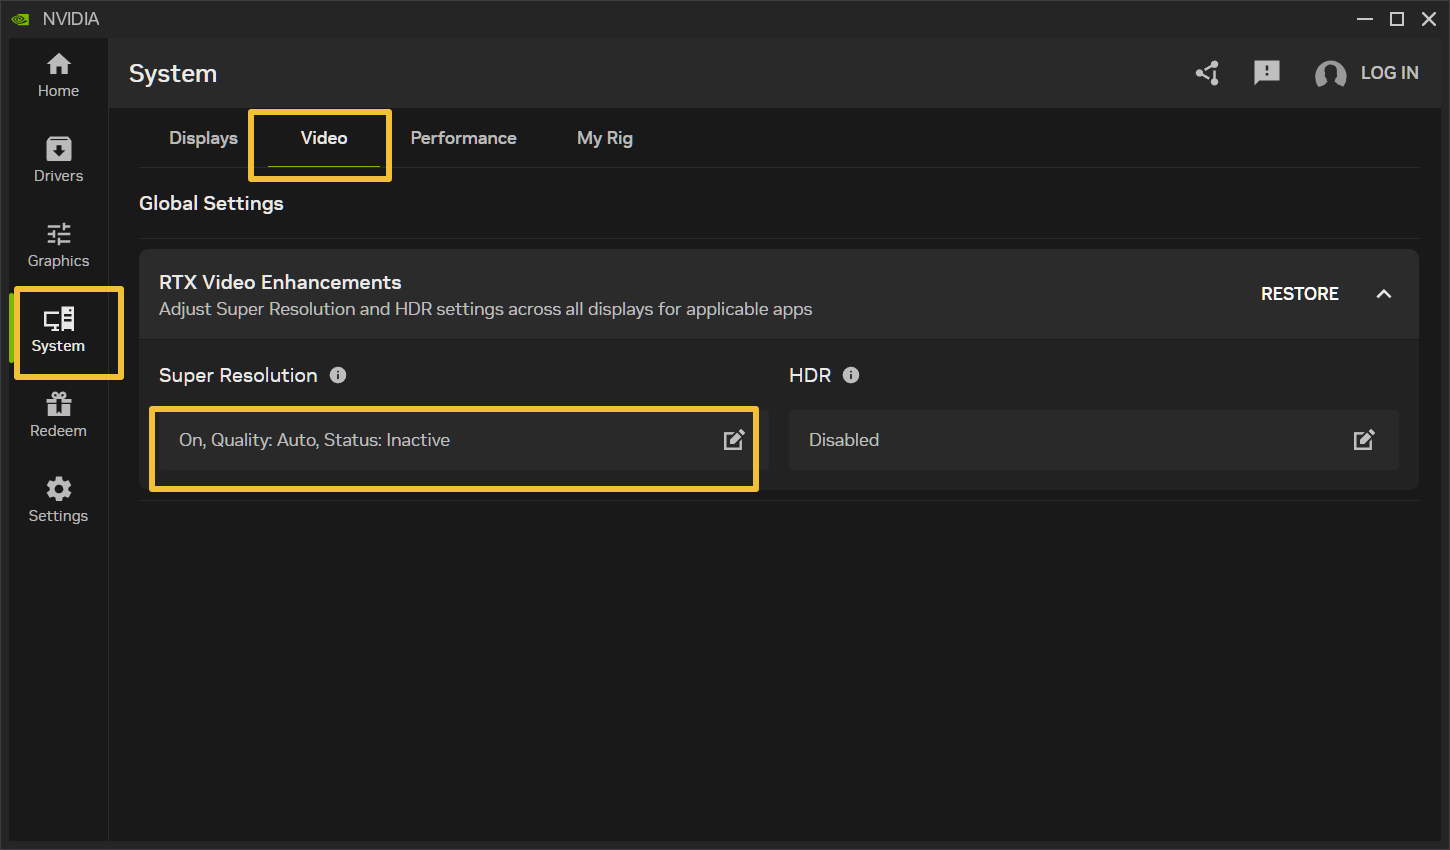 NVIDIA
System
LOG IN
Home
Drivers
Graphics
System
Redeem
Settings
Displays
Video
Performance
My Rig
Global Settings
RTX Video Enhancements
Adjust Super Resolution and HDR settings across all displays for applicable apps
RESTORE
Super Resolution
On, Quality: Auto, Status: Inactive
HDR
Disabled